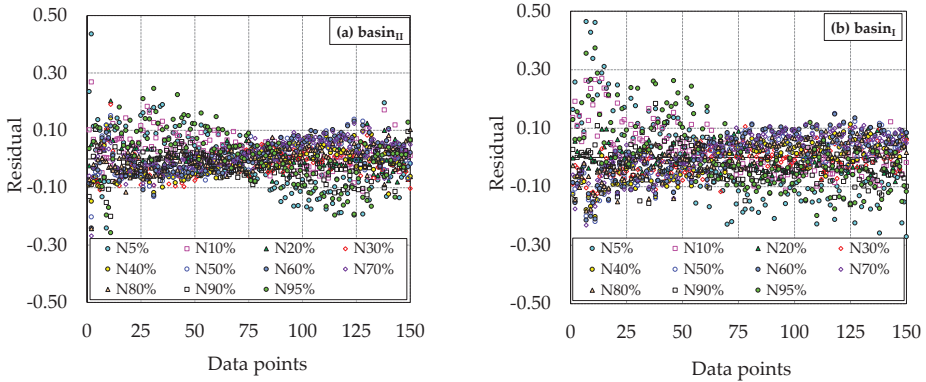 (a) basinII
Residual
0.50
0.30
0.10
-0.10
-0.30
-0.50
N5% N10% N20% N30%
N40% N50% N60% N70%
N80% N90% N95%
0 25 50 75 100 125 150
Data points
(b) basinI
Residual
0.50
0.30
0.10
-0.10
-0.30
-0.50
N5% N10% N20% N30%
N40% N50% N60% N70%
N80% N90% N95%
0 25 50 75 100 125 150
Data points